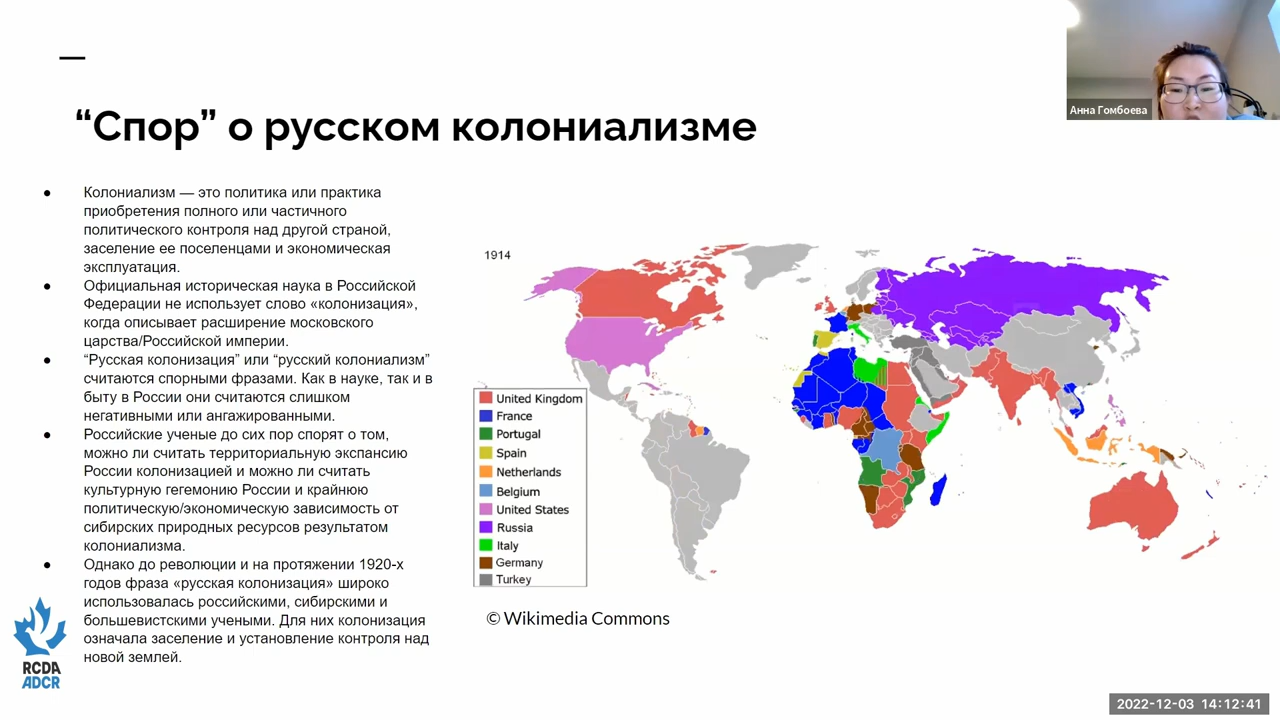 Анна Гомбоева
“Спор” о русском колониализме
● Колониализм — это политика или практика
приобретения полного или частичного
политического контроля над другой страной,
заселение ее поселенцами и экономическая
эксплуатация.
● Официальная историческая наука в Российской
Федерации не использует слово «колонизация»,
когда описывает расширение московского
царства/Российской империи.
● “Русская колонизация” или “русский колониализм”
считаются спорными фразами. Как в науке, так и в
быту в России они считаются слишком
негативными или ангажированными.
● Российские ученые до сих пор спорят о том,
можно ли считать территориальную экспансию
России колонизацией и можно ли считать
культурную гегемонию России и крайнюю
политическую/экономическую зависимость от
сибирских природных ресурсов результатом
колониализма.
● Однако до революции и на протяжении 1920-х
годов фраза «русская колонизация» широко
использовалась российскими, сибирскими и
большевистскими учеными. Для них колонизация
означала заселение и установление контроля над
новой землей.
1914
United Kingdom
France
Portugal
Spain
Netherlands
Belgium
United States
Russia
Italy
Germany
Turkey
© Wikimedia Commons
RCDA
ADCR
2022-12-03 14:12:41